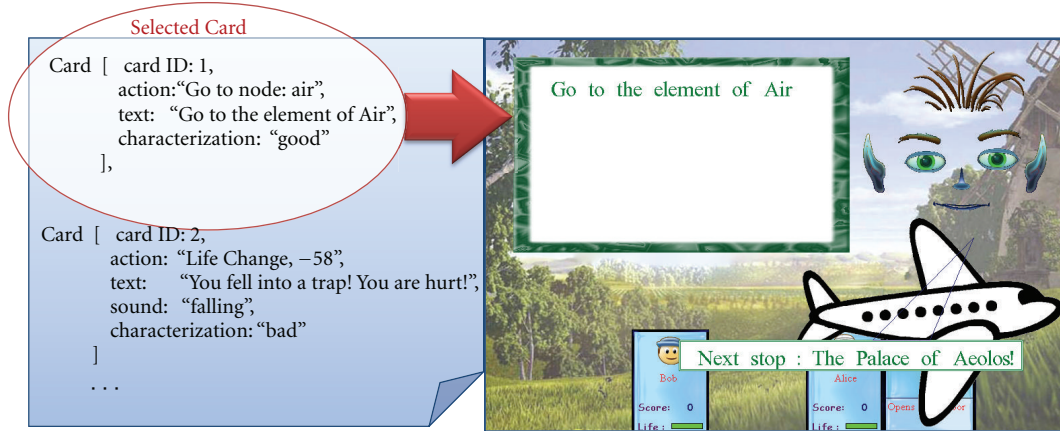 Selected Card
Card [ card ID: 1,
action:“Go to node: air”,
text: “Go to the element of Air”,
characterization: “good”
],
Card [ card ID: 2,
action: “Life Change, −58”,
text: “You fell into a trap! You are hurt!”,
sound: “falling”,
characterization: “bad”
]
. . .
Go to the element of Air
Next stop : The Palace of Aeolos!
Bob
Score: 0
Life :
Alice
Score: 0
Life :
Opens